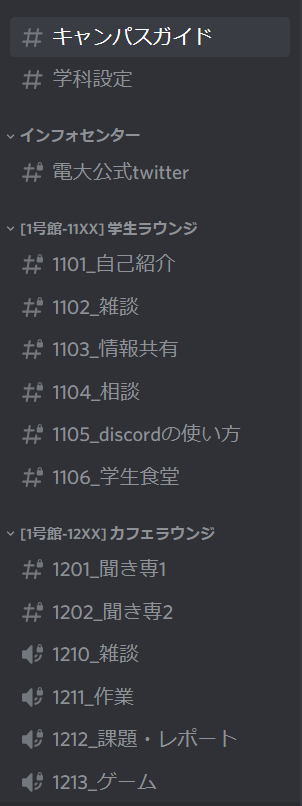 キャンパスガイド
学科設定
インフォセンター
電大公式twitter
[1号館-11XX] 学生ラウンジ
1101_自己紹介
1102_雑談
1103_情報共有
1104_相談
1105_discordの使い方
1106_学生食堂
[1号館-12XX] カフェラウンジ
1201_聞き専1
1202_聞き専2
1210_雑談
1211_作業
1212_課題・レポート
1213_ゲーム